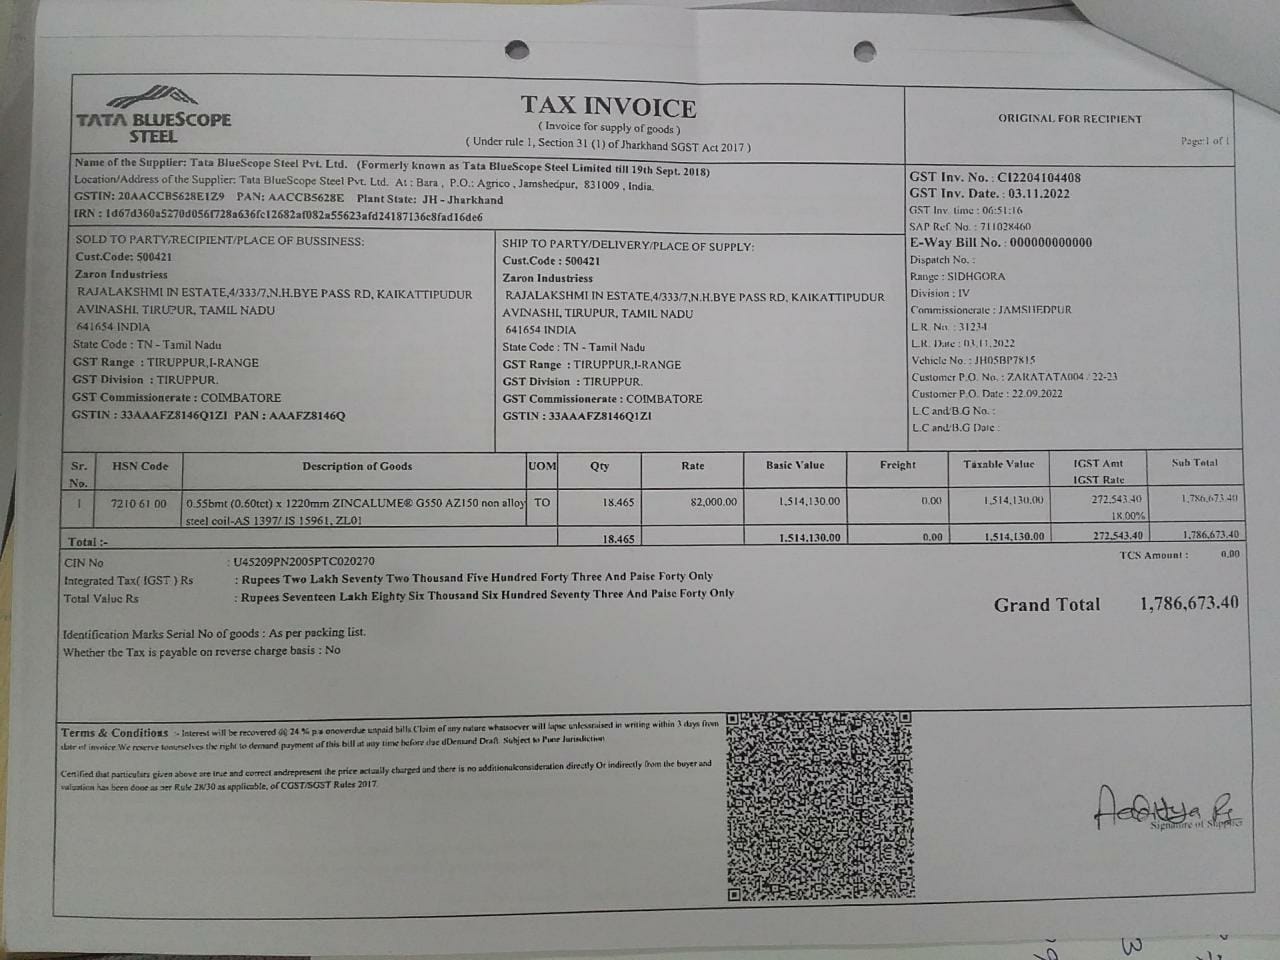 TATA BLUESCOPE
STEEL
TAX INVOICE
( Invoice for supply of goods )
( Under rule 1, Section 31 (1) of Jharkhand SGST Act 2017 )
ORIGINAL FOR RECIPIENT
Page:1 of 1
Name of the Supplier: Tata BlueScope Steel Pvt. Ltd. (Formerly known as Tata BlueScope Steel Limited till 19th Sept. 2018)
Location/Address of the Supplier: Tata BlueScope Steel Pvt. Ltd. At : Bara , P.O.: Agrico , Jamshedpur, 831009 , India.
GSTIN: 20AACCB5628E1Z9 PAN: AACCB5628E Plant State: JH - Jharkhand
IRN : 1d67d360a5270d056f728a636fc12682af082a55623afd24187136c8fad16de6
GST Inv. No. : CI2204104408
GST Inv. Date. : 03.11.2022
GST Inv. time : 06:51:16
SAP Ref. No. : 711028460
E-Way Bill No. : 000000000000
Dispatch No. :
Range : SIDHGORA
Division : IV
Commissionerate : JAMSHEDPUR
L.R. No. : 31234
L.R. Date : 03.11.2022
Vehicle No. : JH05BP7815
Customer P.O. No. : ZARATATA004 / 22-23
Customer P.O. Date : 22.09.2022
L.C and/B.G No. :
L.C and/B.G Date :
SOLD TO PARTY/RECIPIENT/PLACE OF BUSSINESS:
Cust.Code: 500421
Zaron Industriess
RAJALAKSHMI IN ESTATE,4/333/7,N.H.BYE PASS RD, KAIKATTIPUDUR
AVINASHI, TIRUPUR, TAMIL NADU
641654 INDIA
State Code : TN - Tamil Nadu
GST Range : TIRUPPUR,I-RANGE
GST Division : TIRUPPUR.
GST Commissionerate : COIMBATORE
GSTIN : 33AAAFZ8146Q1ZI PAN : AAAFZ8146Q
SHIP TO PARTY/DELIVERY/PLACE OF SUPPLY:
Cust.Code : 500421
Zaron Industriess
RAJALAKSHMI IN ESTATE,4/333/7,N.H.BYE PASS RD, KAIKATTIPUDUR
AVINASHI, TIRUPUR, TAMIL NADU
641654 INDIA
State Code : TN - Tamil Nadu
GST Range : TIRUPPUR,I-RANGE
GST Division : TIRUPPUR.
GST Commissionerate : COIMBATORE
GSTIN : 33AAAFZ8146Q1ZI
Sr. No. HSN Code Description of Goods UOM Qty Rate Basic Value Freight Taxable Value IGST Amt IGST Rate Sub Total
1 7210 61 00 0.55bmt (0.60tct) x 1220mm ZINCALUME® G550 AZ150 non alloy TO 18.465 82,000.00 1,514,130.00 0.00 1,514,130.00 272,543.40 1,786,673.40
steel coil-AS 1397/ IS 15961, ZL01 18.00%
Total :- 18.465 1,514,130.00 0.00 1,514,130.00 272,543.40 1,786,673.40
CIN No : U45209PN2005PTC020270
TCS Amount : 0.00
Integrated Tax( IGST ) Rs : Rupees Two Lakh Seventy Two Thousand Five Hundred Forty Three And Paise Forty Only
Total Value Rs : Rupees Seventeen Lakh Eighty Six Thousand Six Hundred Seventy Three And Paise Forty Only
Grand Total 1,786,673.40
Identification Marks Serial No of goods : As per packing list.
Whether the Tax is payable on reverse charge basis : No
Terms & Conditions :- Interest will be recovered @ 24 % p.a onoverdue unpaid bills.Claim of any nature whatsoever will lapse unlessraised in writing within 3 days from
date of invoice.We reserve toourselves the right to demand payment of this bill at any time before due dDemand Draft. Subject to Pune Jurisdiction
Certified that particulars given above are true and correct andrepresent the price actually charged and there is no additionalconsideration directly Or indirectly from the buyer and
valuation has been done as per Rule 28/30 as applicable, of CGST/SGST Rules 2017.
Signature of Supplier